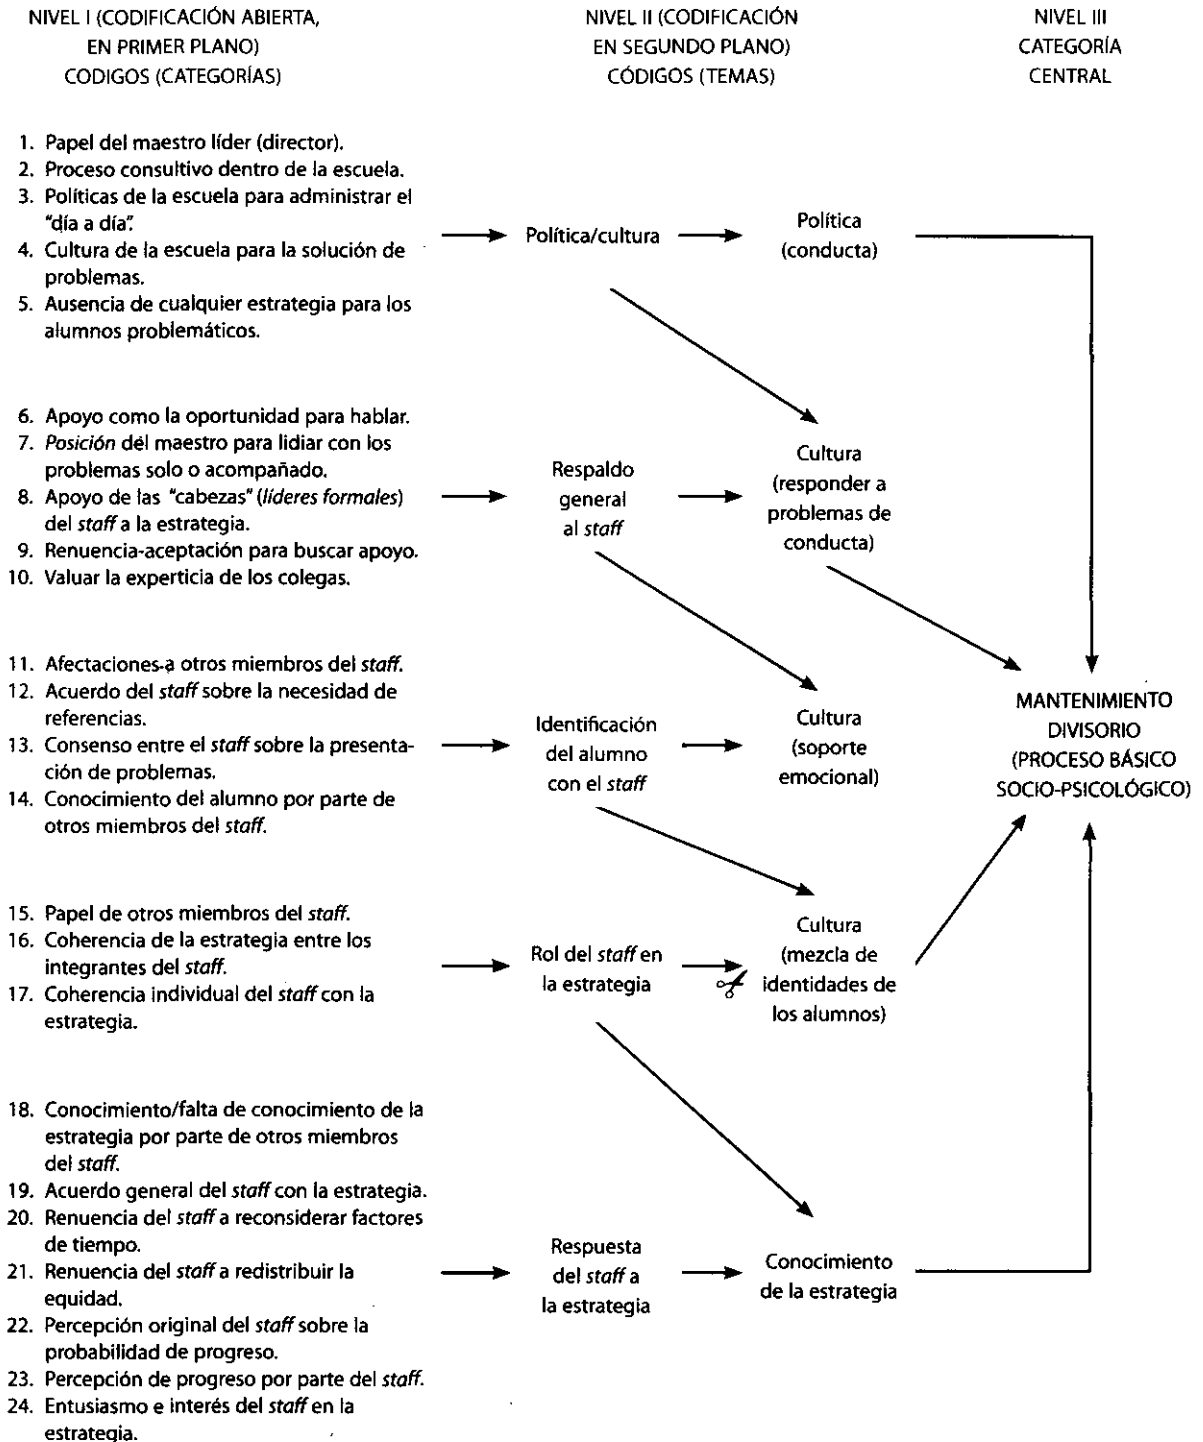 NIVEL I (CODIFICACIÓN ABIERTA,
EN PRIMER PLANO)
CODIGOS (CATEGORÍAS)
NIVEL II (CODIFICACIÓN
EN SEGUNDO PLANO)
CÓDIGOS (TEMAS)
NIVEL III
CATEGORÍA
CENTRAL
1. Papel del maestro líder (director).
2. Proceso consultivo dentro de la escuela.
3. Políticas de la escuela para administrar el
"día a día".
4. Cultura de la escuela para la solución de
problemas.
5. Ausencia de cualquier estrategia para los
alumnos problemáticos.
Política/cultura
Política
(conducta)
6. Apoyo como la oportunidad para hablar.
7. Posición del maestro para lidiar con los
problemas solo o acompañado.
8. Apoyo de las "cabezas" (líderes formales)
del staff a la estrategia.
9. Renuencia-aceptación para buscar apoyo.
10. Valuar la experticia de los colegas.
Respaldo
general
al staff
Cultura
(responder a
problemas de
conducta)
11. Afectaciones a otros miembros del staff.
12. Acuerdo del staff sobre la necesidad de
referencias.
13. Consenso entre el staff sobre la presenta-
ción de problemas.
14. Conocimiento del alumno por parte de
otros miembros del staff.
Identificación
del alumno
con el staff
Cultura
(soporte
emocional)
MANTENIMIENTO
DIVISORIO
(PROCESO BÁSICO
SOCIO-PSICOLÓGICO)
15. Papel de otros miembros del staff.
16. Coherencia de la estrategia entre los
integrantes del staff.
17. Coherencia individual del staff con la
estrategia.
Rol del staff en
la estrategia
Cultura
(mezcla de
identidades de
los alumnos)
18. Conocimiento/falta de conocimiento de la
estrategia por parte de otros miembros
del staff.
19. Acuerdo general del staff con la estrategia.
20. Renuencia del staff a reconsiderar factores
de tiempo.
21. Renuencia del staff a redistribuir la
equidad.
22. Percepción original del staff sobre la
probabilidad de progreso.
23. Percepción de progreso por parte del staff.
24. Entusiasmo e interés del staff en la
estrategia.
Respuesta
del staff a
la estrategia
Conocimiento
de la estrategia